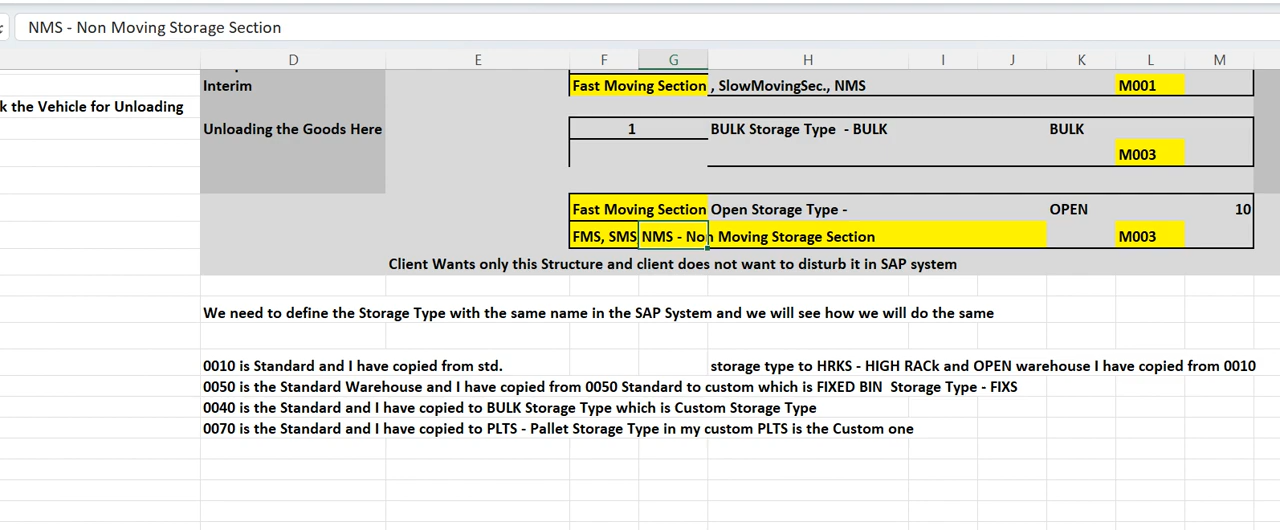 NMS - Non Moving Storage Section
D E F G H I J K L M
Interim Fast Moving Section , SlowMovingSec., NMS M001
k the Vehicle for Unloading
Unloading the Goods Here 1 BULK Storage Type - BULK BULK
M003
Fast Moving Section Open Storage Type - OPEN 10
FMS, SMS NMS - Non Moving Storage Section M003
Client Wants only this Structure and client does not want to disturb it in SAP system
We need to define the Storage Type with the same name in the SAP System and we will see how we will do the same
0010 is Standard and I have copied from std. storage type to HRKS - HIGH RACk and OPEN warehouse I have copied from 0010
0050 is the Standard Warehouse and I have copied from 0050 Standard to custom which is FIXED BIN Storage Type - FIXS
0040 is the Standard and I have copied to BULK Storage Type which is Custom Storage Type
0070 is the Standard and I have copied to PLTS - Pallet Storage Type in my custom PLTS is the Custom one